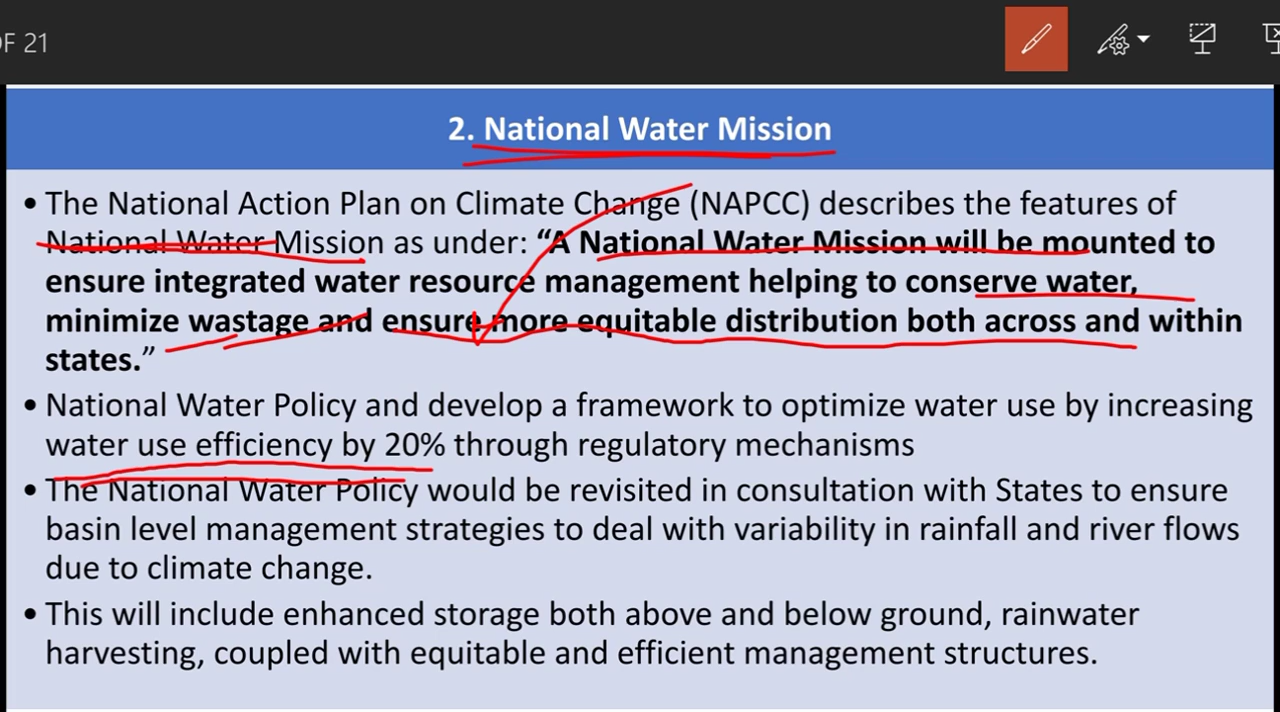 OF 21
2. National Water Mission
• The National Action Plan on Climate Change (NAPCC) describes the features of
National Water Mission as under: “A National Water Mission will be mounted to
ensure integrated water resource management helping to conserve water,
minimize wastage and ensure more equitable distribution both across and within
states.”
• National Water Policy and develop a framework to optimize water use by increasing
water use efficiency by 20% through regulatory mechanisms
• The National Water Policy would be revisited in consultation with States to ensure
basin level management strategies to deal with variability in rainfall and river flows
due to climate change.
• This will include enhanced storage both above and below ground, rainwater
harvesting, coupled with equitable and efficient management structures.